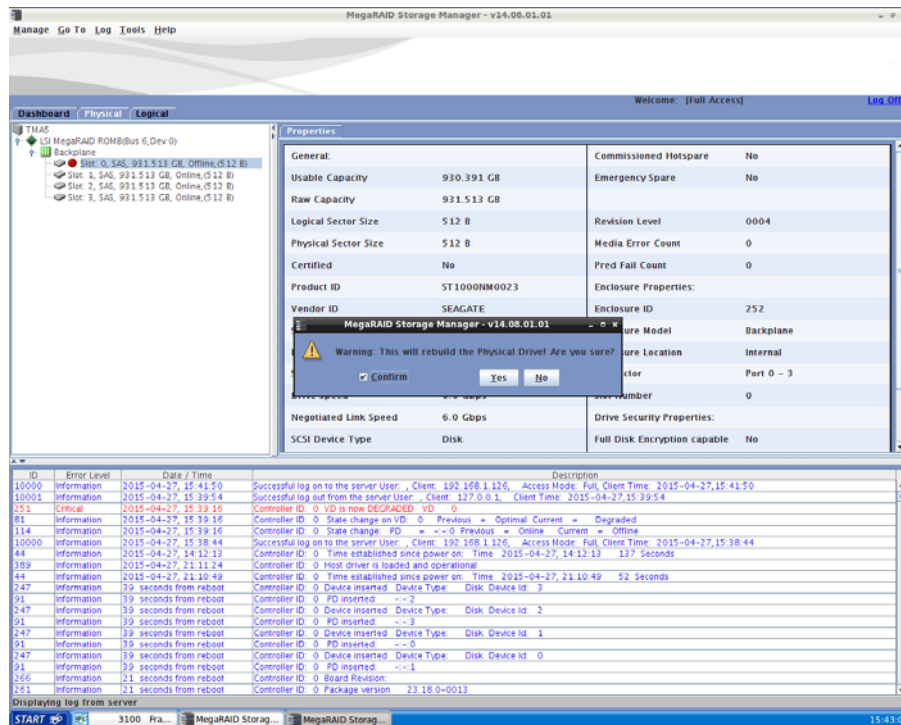 MegaRAID Storage Manager - v14.08.01.01
Manage Go To Log Tools Help
Welcome: [Full Access]
Log Off
Dashboard Physical Logical
TMA5
LSI MegaRAID ROMB(Bus 6,Dev 0)
Backplane
Slot: 0, SAS, 931.513 GB, Offline,(512 B)
Slot: 1, SAS, 931.513 GB, Online,(512 B)
Slot: 2, SAS, 931.513 GB, Online,(512 B)
Slot: 3, SAS, 931.513 GB, Online,(512 B)
Properties
General:
Commissioned Hotspare No
Usable Capacity 930.391 GB
Emergency Spare No
Raw Capacity 931.513 GB
Logical Sector Size 512 B
Revision Level 0004
Physical Sector Size 512 B
Media Error Count 0
Certified No
Pred Fail Count 0
Product ID ST1000NM0023
Enclosure Properties:
Vendor ID SEAGATE
Enclosure ID 252
MegaRAID Storage Manager - v14.08.01.01
Warning: This will rebuild the Physical Drive! Are you sure?
Confirm
Yes No
ure Model Backplane
ure Location Internal
ctor Port 0 - 3
Number 0
Negotiated Link Speed 6.0 Gbps
Drive Security Properties:
SCSI Device Type Disk
Full Disk Encryption capable No
ID Error Level Date / Time Description
10000 Information 2015-04-27, 15:41:50 Successful log on to the server User: , Client: 192.168.1.126, Access Mode: Full, Client Time: 2015-04-27,15:41:50
10001 Information 2015-04-27, 15:39:54 Successful log out from the server User: , Client: 127.0.0.1, Client Time: 2015-04-27,15:39:54
251 Critical 2015-04-27, 15:39:16 Controller ID: 0 VD is now DEGRADED VD 0
81 Information 2015-04-27, 15:39:16 Controller ID: 0 State change on VD: 0 Previous = Optimal Current = Degraded
114 Information 2015-04-27, 15:39:16 Controller ID: 0 State change: PD = -:-:0 Previous = Online Current = Offline
10000 Information 2015-04-27, 15:38:44 Successful log on to the server User: , Client: 192.168.1.126, Access Mode: Full, Client Time: 2015-04-27,15:38:44
44 Information 2015-04-27, 14:12:13 Controller ID: 0 Time established since power on: Time 2015-04-27, 14:12:13 137 Seconds
389 Information 2015-04-27, 21:11:24 Controller ID: 0 Host driver is loaded and operational
44 Information 2015-04-27, 21:10:49 Controller ID: 0 Time established since power on: Time 2015-04-27, 21:10:49 52 Seconds
247 Information 39 seconds from reboot Controller ID: 0 Device inserted Device Type: Disk Device Id: 3
91 Information 39 seconds from reboot Controller ID: 0 PD inserted: -:-:2
247 Information 39 seconds from reboot Controller ID: 0 Device inserted Device Type: Disk Device Id: 2
91 Information 39 seconds from reboot Controller ID: 0 PD inserted: -:-:3
247 Information 39 seconds from reboot Controller ID: 0 Device inserted Device Type: Disk Device Id: 1
91 Information 39 seconds from reboot Controller ID: 0 PD inserted: -:-:0
247 Information 39 seconds from reboot Controller ID: 0 Device inserted Device Type: Disk Device Id: 0
91 Information 39 seconds from reboot Controller ID: 0 PD inserted: -:-:1
266 Information 21 seconds from reboot Controller ID: 0 Board Revision:
261 Information 21 seconds from reboot Controller ID: 0 Package version 23.18.0-0013
Displaying log from server
START 3100 Fra... MegaRAID Storag... MegaRAID Storag... 15:43:0